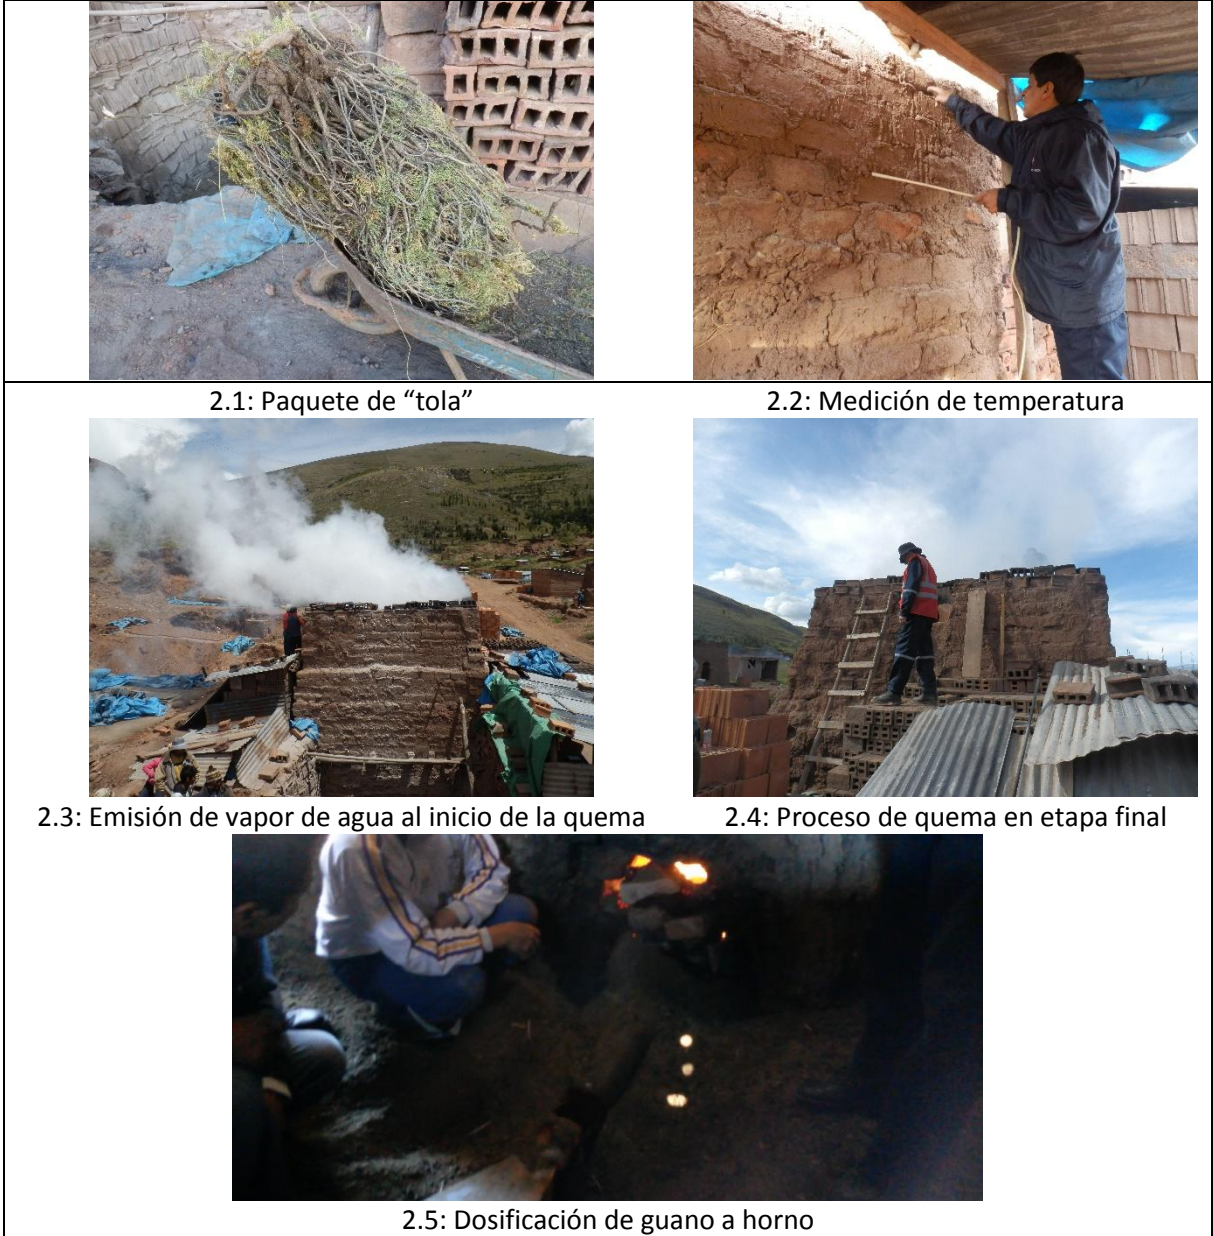 2.1: Paquete de “tola”
2.2: Medición de temperatura
2.3: Emisión de vapor de agua al inicio de la quema
2.4: Proceso de quema en etapa final
2.5: Dosificación de guano a horno